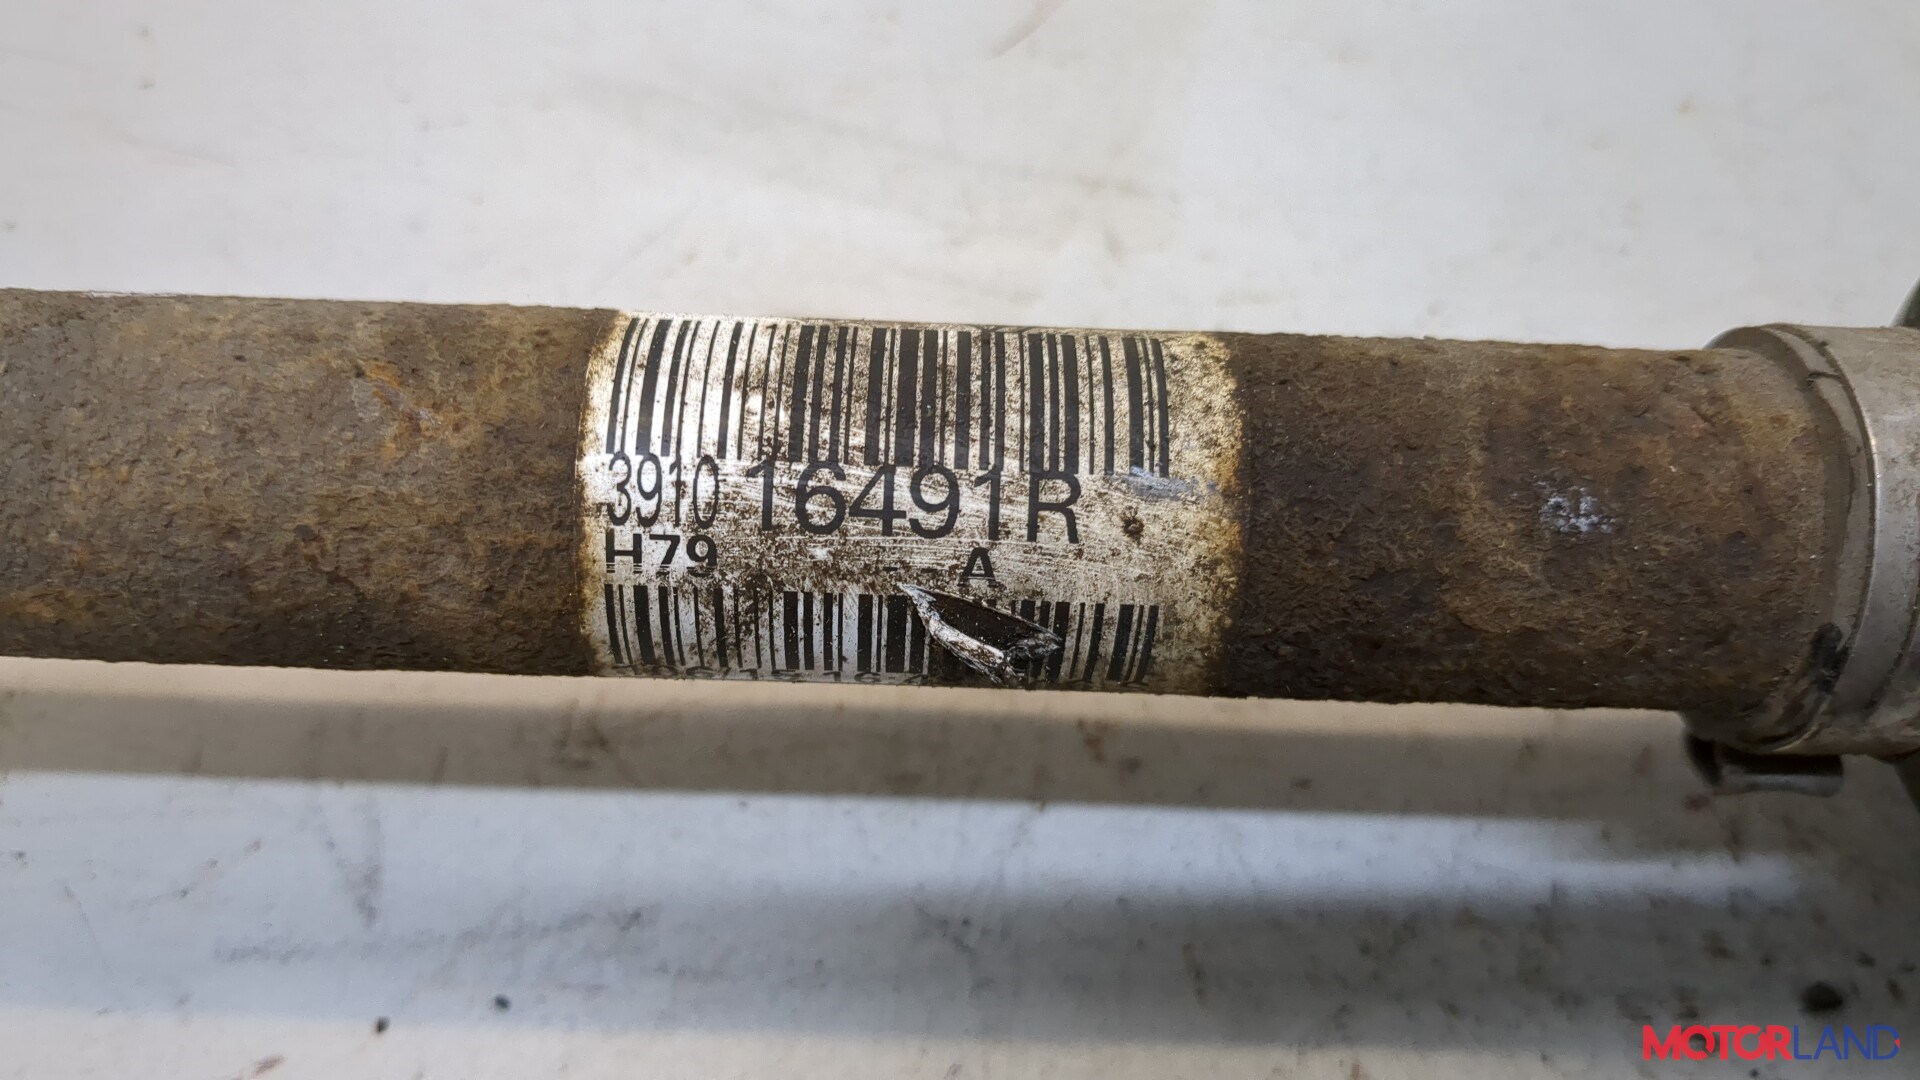 3910 16491R
H79 - - A
MOTORLAND